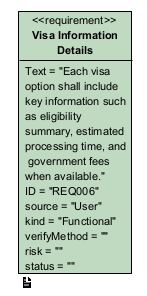 <<requirement>>
Visa Information
Details
Text = "Each visa
option shall include
key information such
as eligibility
summary, estimated
processing time, and
government fees
when available."
ID = "REQ006"
source = "User"
kind = "Functional"
verifyMethod = ""
risk = ""
status = ""